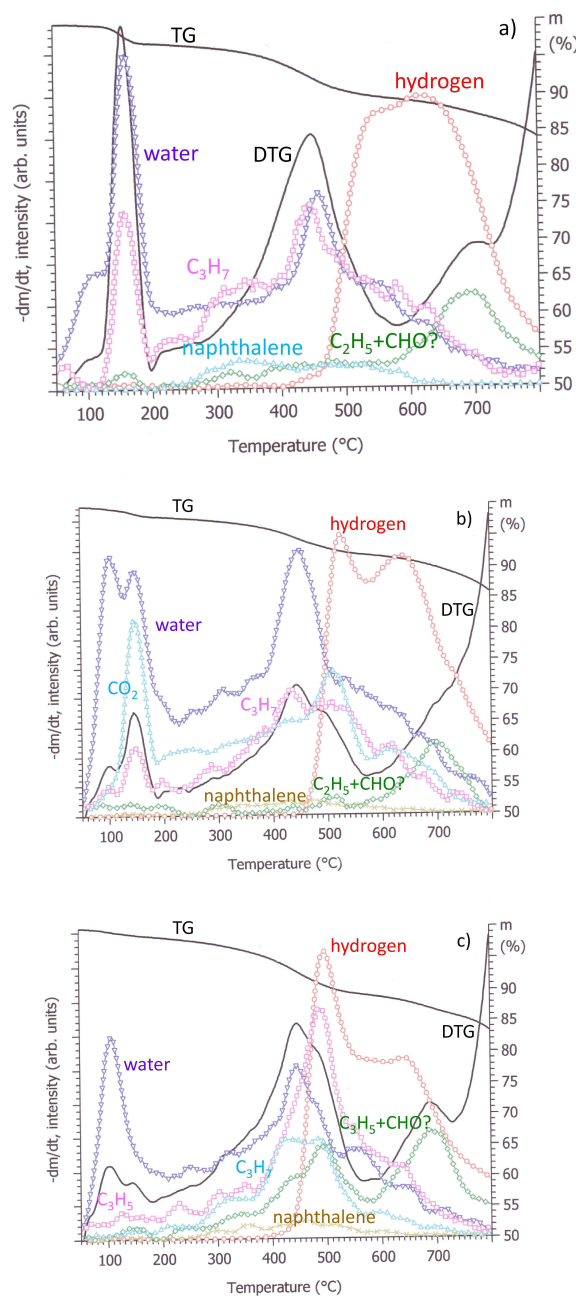 a)
m
(%)
TG
hydrogen
90
85
water
DTG
80
75
70
C₃H₇
65
60
naphthalene
C₂H₅+CHO?
55
50
-dm/dt, intensity (arb. units)
100 200 300 400 500 600 700
Temperature (°C)
b)
m
(%)
TG
hydrogen
90
85
DTG
80
water
75
CO₂
70
C₃H₇
65
60
naphthalene
C₂H₅+CHO?
55
50
-dm/dt, intensity (arb. units)
100 200 300 400 500 600 700
Temperature (°C)
c)
m
(%)
TG
hydrogen
90
85
DTG
water
80
75
70
C₃H₅+CHO?
65
C₃H₇
60
C₃H₅
naphthalene
55
50
-dm/dt, intensity (arb. units)
100 200 300 400 500 600 700
Temperature (°C)